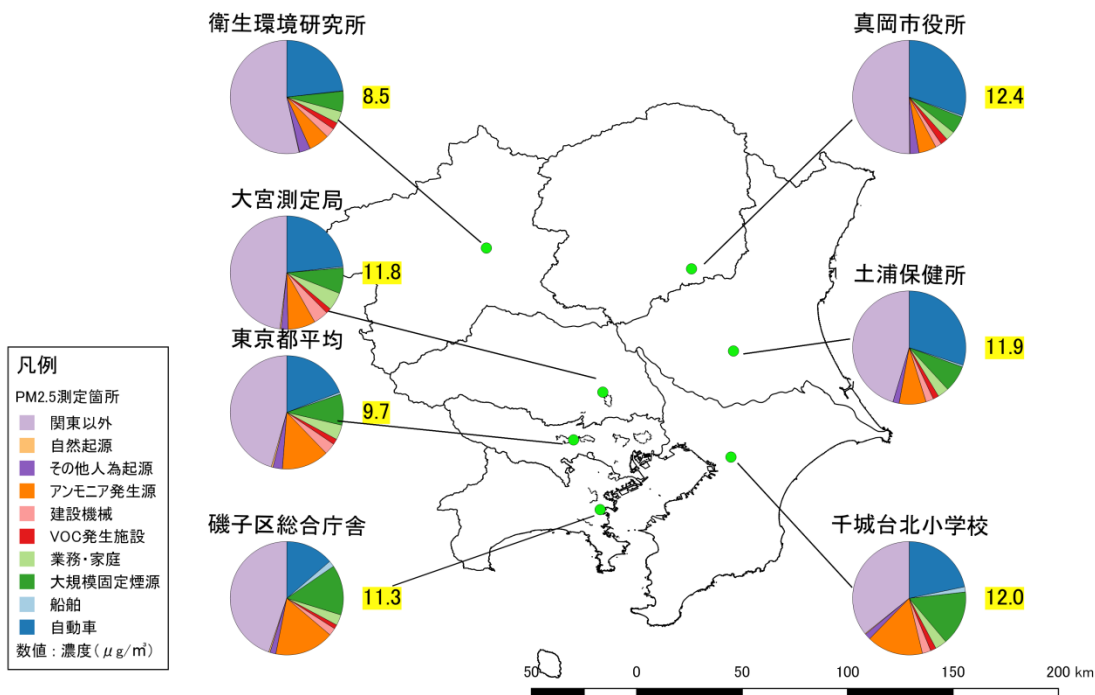 衛生環境研究所
8.5
真岡市役所
12.4
大宮測定局
11.8
土浦保健所
11.9
東京都平均
9.7
磯子区総合庁舎
11.3
千城台北小学校
12.0
凡例
PM2.5測定箇所
関東以外
自然起源
その他人為起源
アンモニア発生源
建設機械
VOC発生施設
業務・家庭
大規模固定煙源
船舶
自動車
数値：濃度(μg/㎥)
50 0 50 100 150 200 km